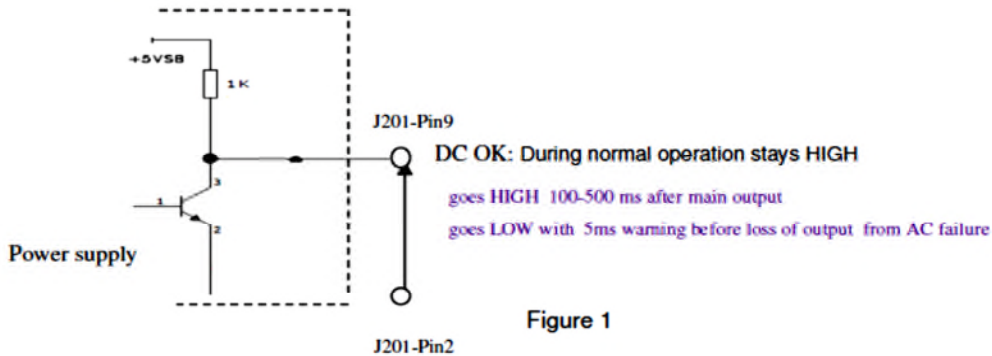 +5VSB
1K
J201-Pin9
DC OK: During normal operation stays HIGH
3
goes HIGH 100-500 ms after main output
1
2
goes LOW with 5ms warning before loss of output from AC failure
Power supply
Figure 1
J201-Pin2